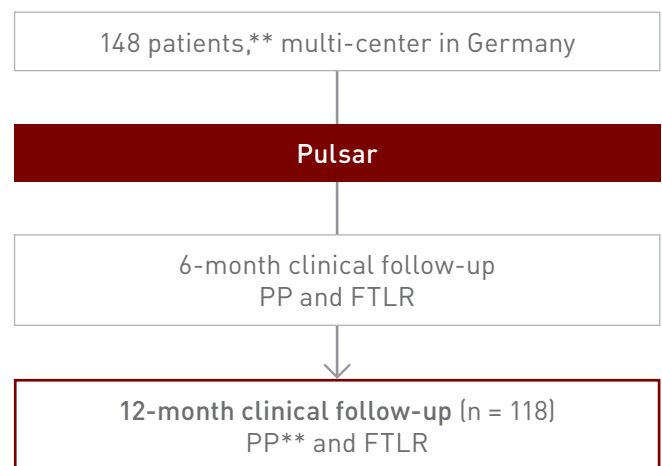 148 patients,** multi-center in Germany
Pulsar
6-month clinical follow-up
PP and FTLR
12-month clinical follow-up (n = 118)
PP** and FTLR